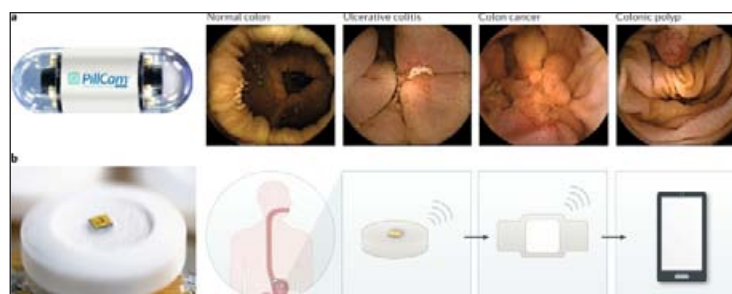 a
Normal colon
Ulcerative colitis
Colon cancer
Colonic polyp
PillCam
b